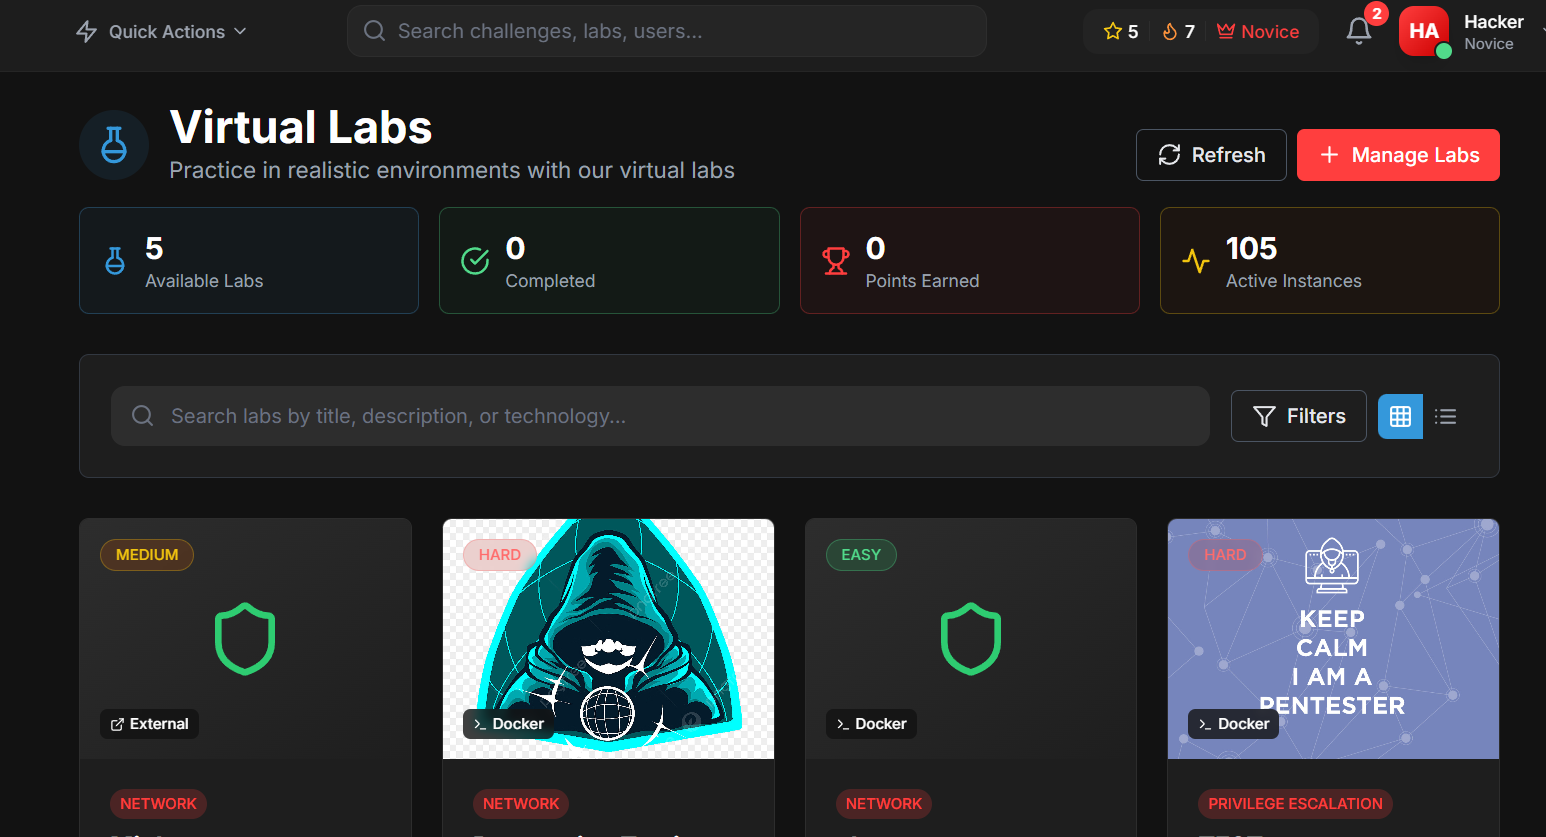 Quick Actions
Search challenges, labs, users...
5
7
Novice
2
HA
Hacker
Novice
Virtual Labs
Practice in realistic environments with our virtual labs
Refresh
Manage Labs
5
Available Labs
0
Completed
0
Points Earned
105
Active Instances
Search labs by title, description, or technology...
Filters
MEDIUM
External
NETWORK
HARD
Docker
NETWORK
EASY
Docker
NETWORK
HARD
KEEP
CALM
I AM A
PENTESTER
Docker
PRIVILEGE ESCALATION